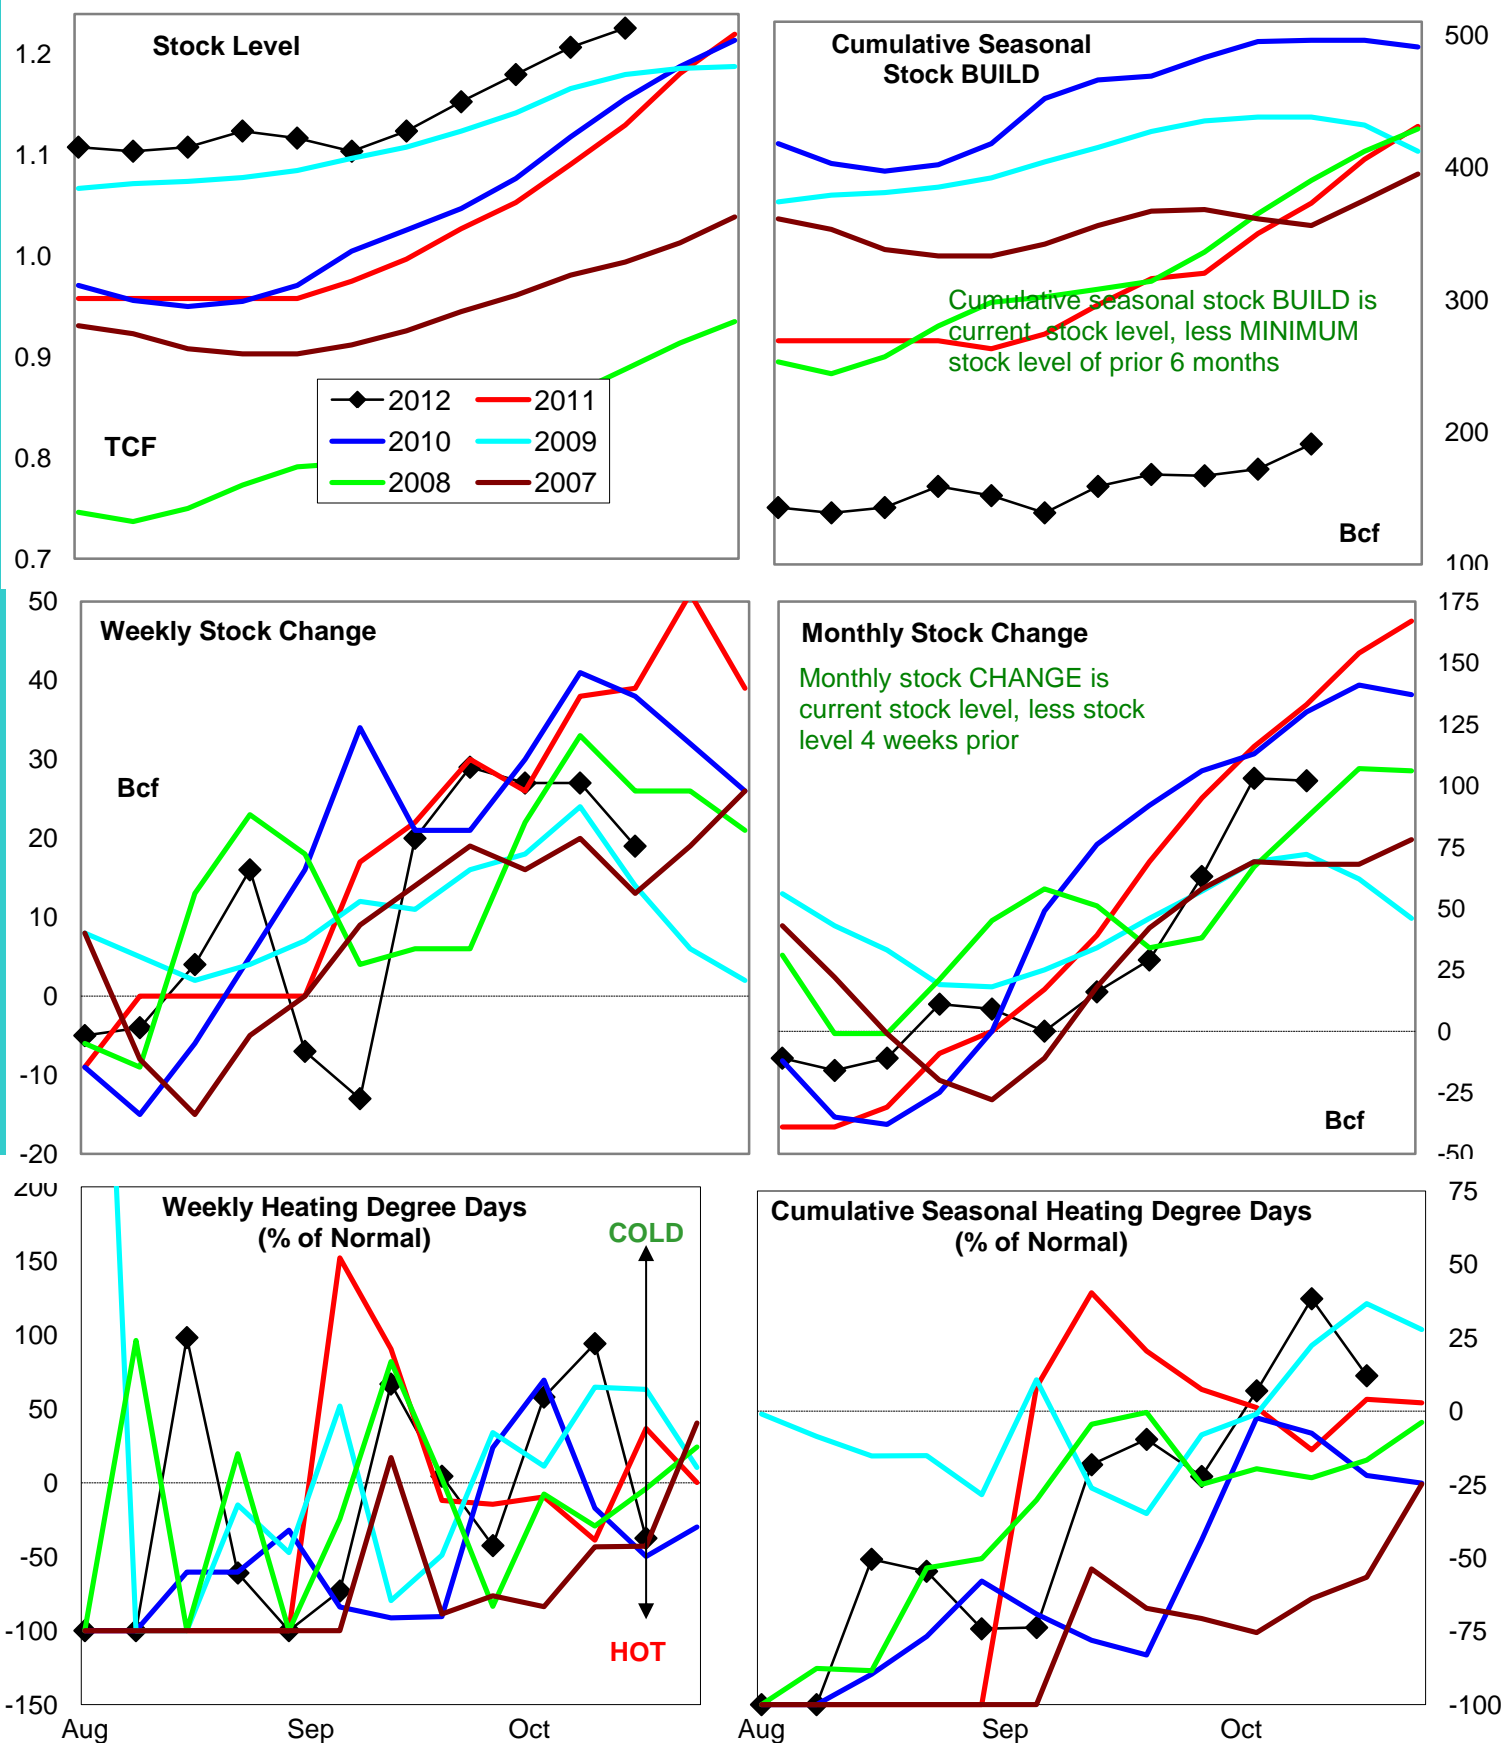 Stock Level
1.2
1.1
1.0
0.9
0.8
0.7
TCF
2012
2011
2010
2009
2008
2007
Cumulative Seasonal
Stock BUILD
500
400
300
200
100
Cumulative seasonal stock BUILD is
current stock level, less MINIMUM
stock level of prior 6 months
Bcf
Weekly Stock Change
50
40
30
20
10
0
-10
-20
Bcf
Monthly Stock Change
Monthly stock CHANGE is
current stock level, less stock
level 4 weeks prior
175
150
125
100
75
50
25
0
-25
-50
Bcf
Weekly Heating Degree Days
(% of Normal)
COLD
HOT
200
150
100
50
0
-50
-100
-150
Aug
Sep
Oct
Cumulative Seasonal Heating Degree Days
(% of Normal)
75
50
25
0
-25
-50
-75
-100
Aug
Sep
Oct